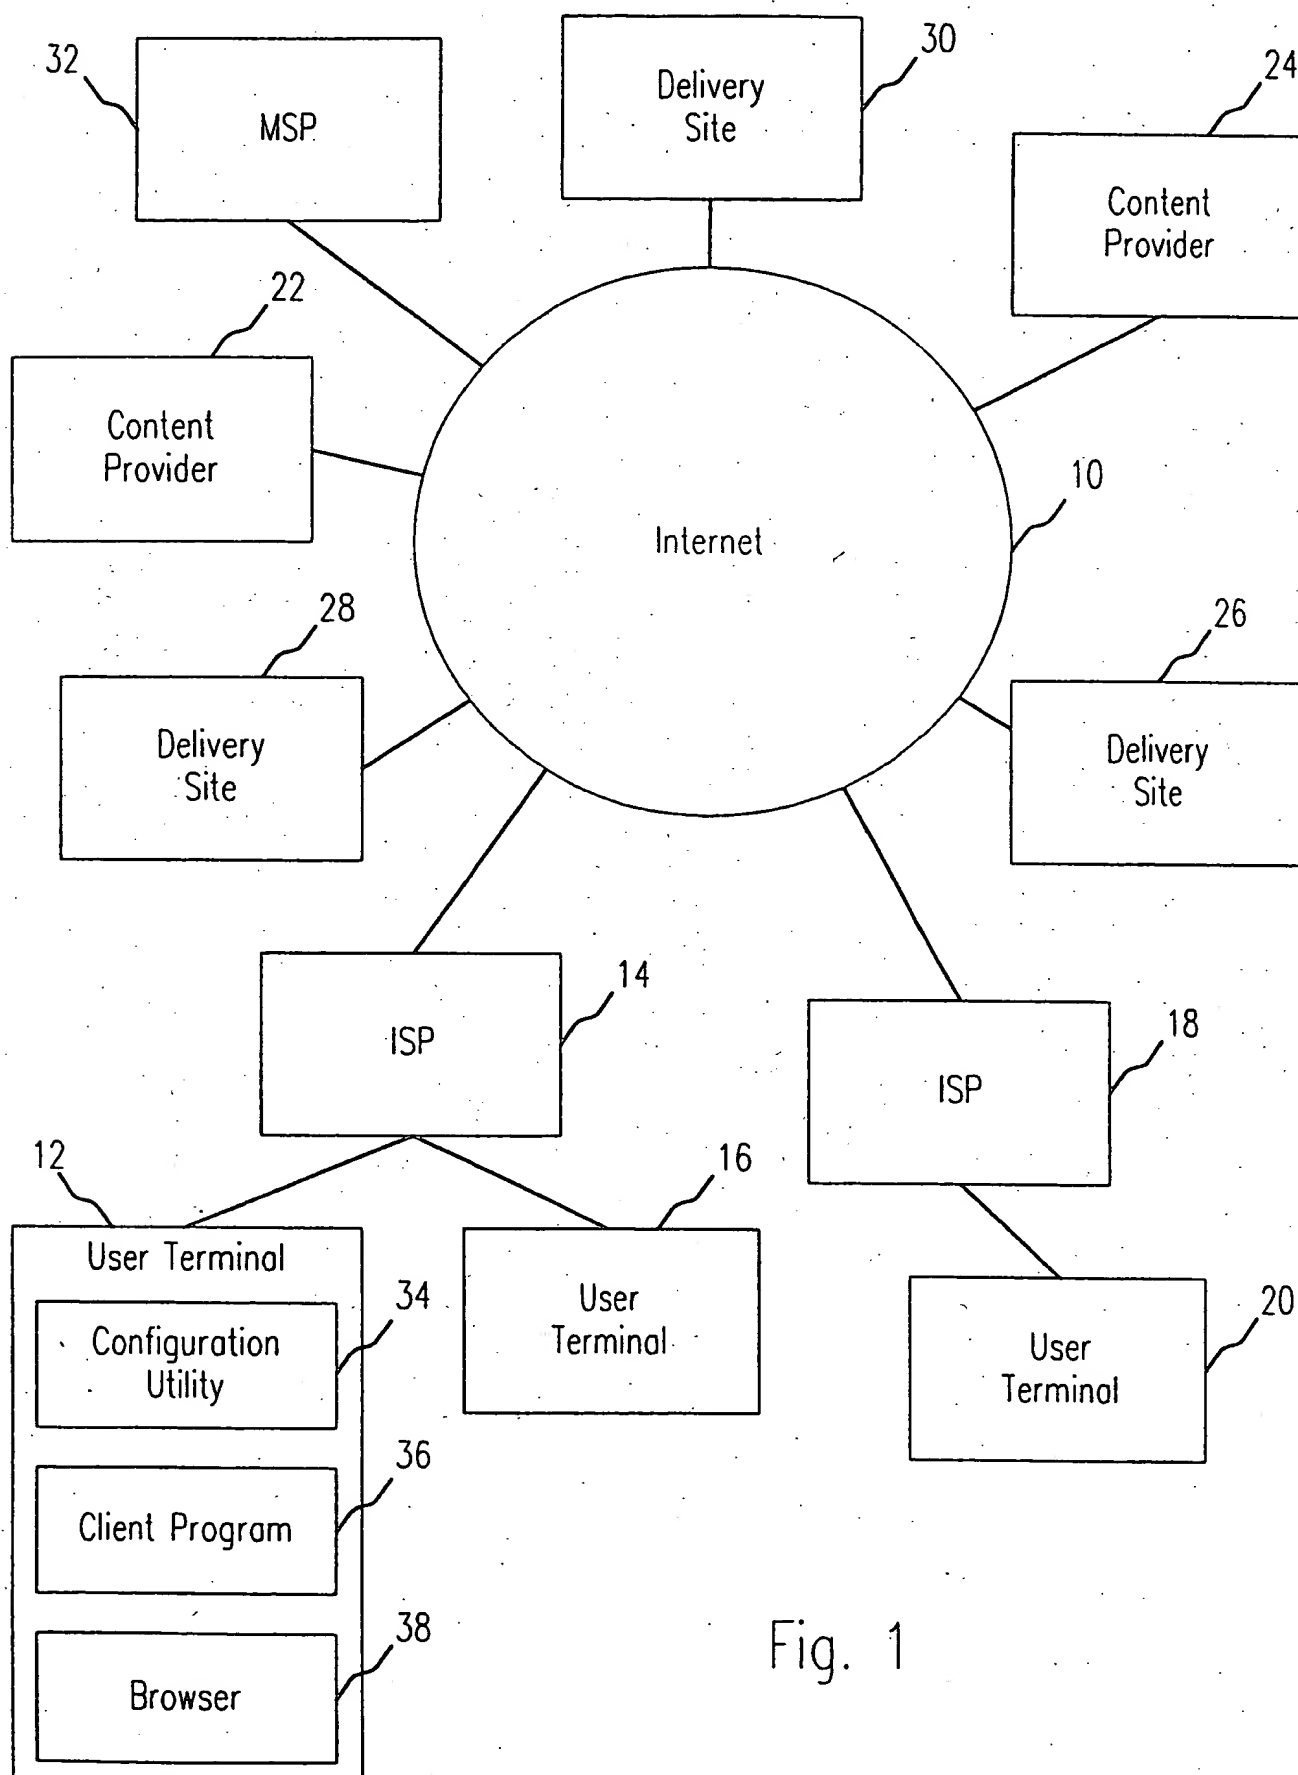 32
MSP
30
Delivery
Site
24
Content
Provider
22
Content
Provider
10
Internet
28
Delivery
Site
26
Delivery
Site
14
ISP
18
ISP
12
User Terminal
16
User
Terminal
20
User
Terminal
34
Configuration
Utility
36
Client Program
38
Browser
Fig. 1